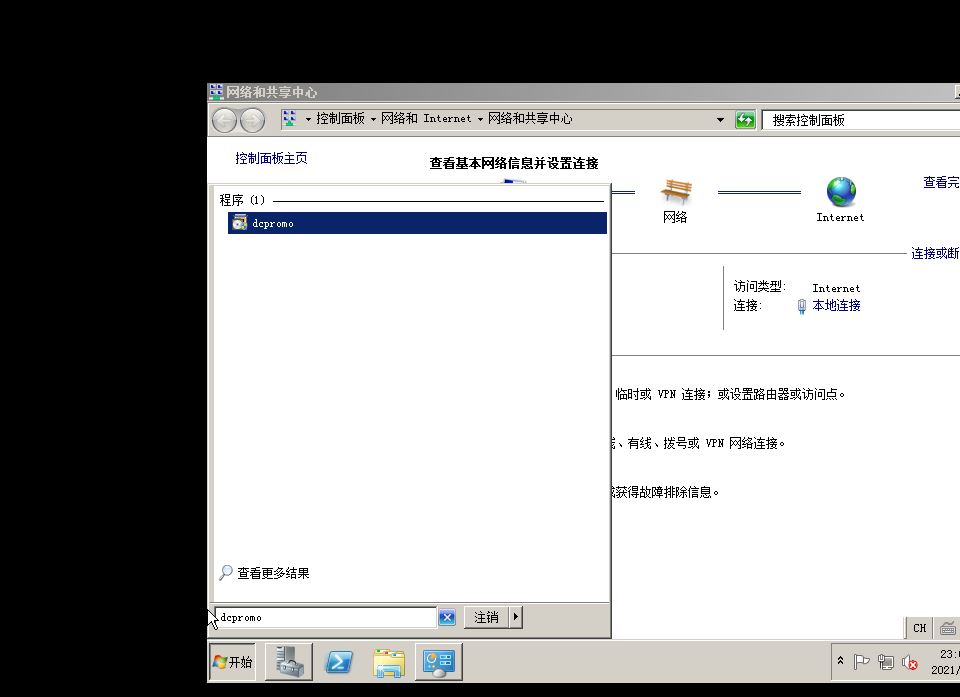 网络和共享中心
控制面板 网络和 Internet 网络和共享中心
搜索控制面板
控制面板主页
查看基本网络信息并设置连接
查看完
程序 (1)
dcpromo
网络
Internet
连接或断
访问类型: Internet
连接: 本地连接
临时或 VPN 连接；或设置路由器或访问点。
、有线、拨号或 VPN 网络连接。
获得故障排除信息。
查看更多结果
dcpromo
注销
CH
开始
23:
2021/